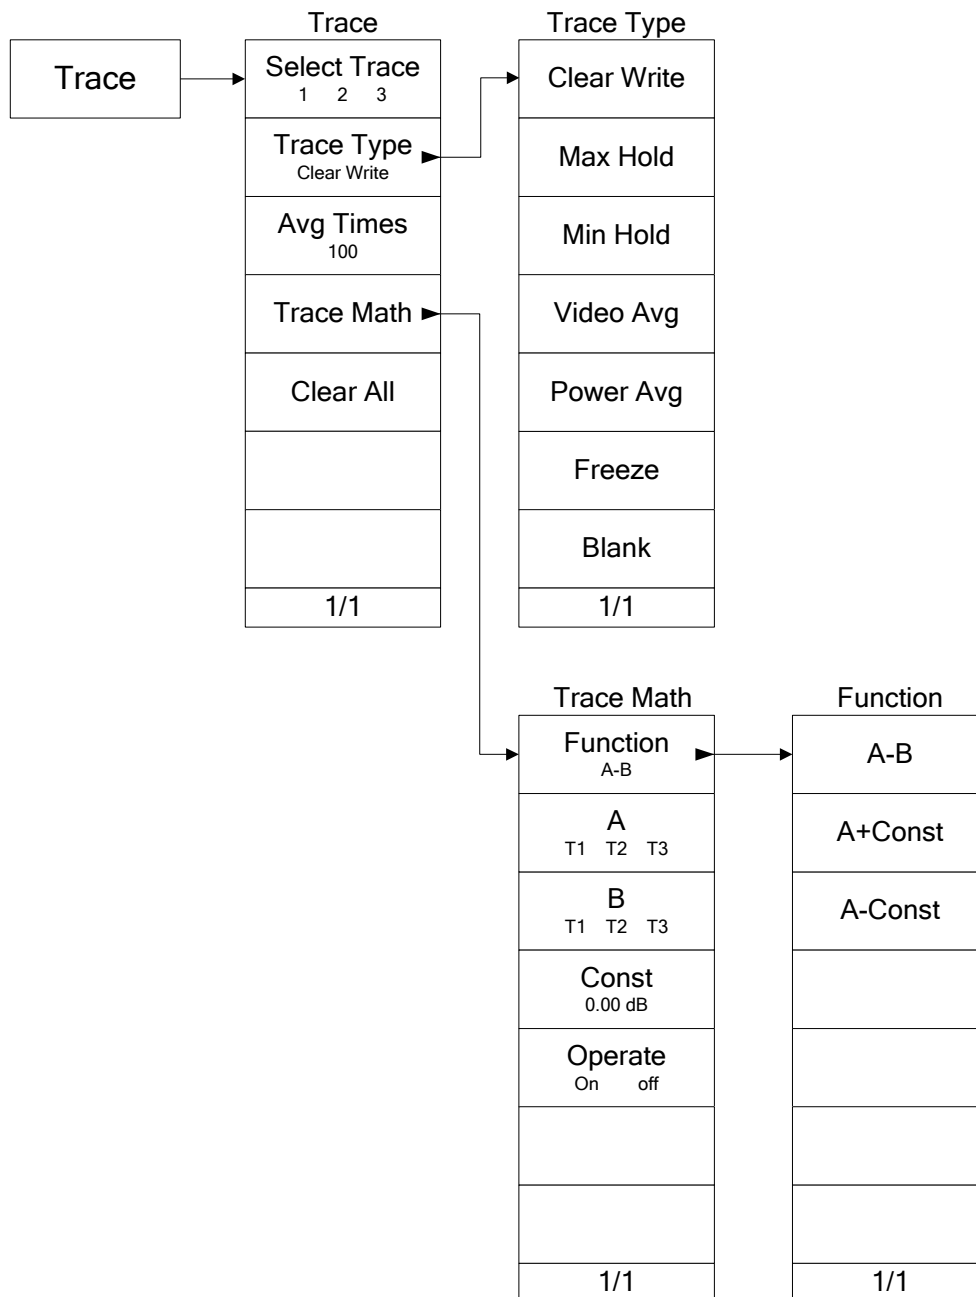 Trace
Trace
Select Trace
1 2 3
Trace Type
Clear Write
Avg Times
100
Trace Math
Clear All
1/1
Trace Type
Clear Write
Max Hold
Min Hold
Video Avg
Power Avg
Freeze
Blank
1/1
Trace Math
Function
A-B
A
T1 T2 T3
B
T1 T2 T3
Const
0.00 dB
Operate
On off
1/1
Function
A-B
A+Const
A-Const
1/1